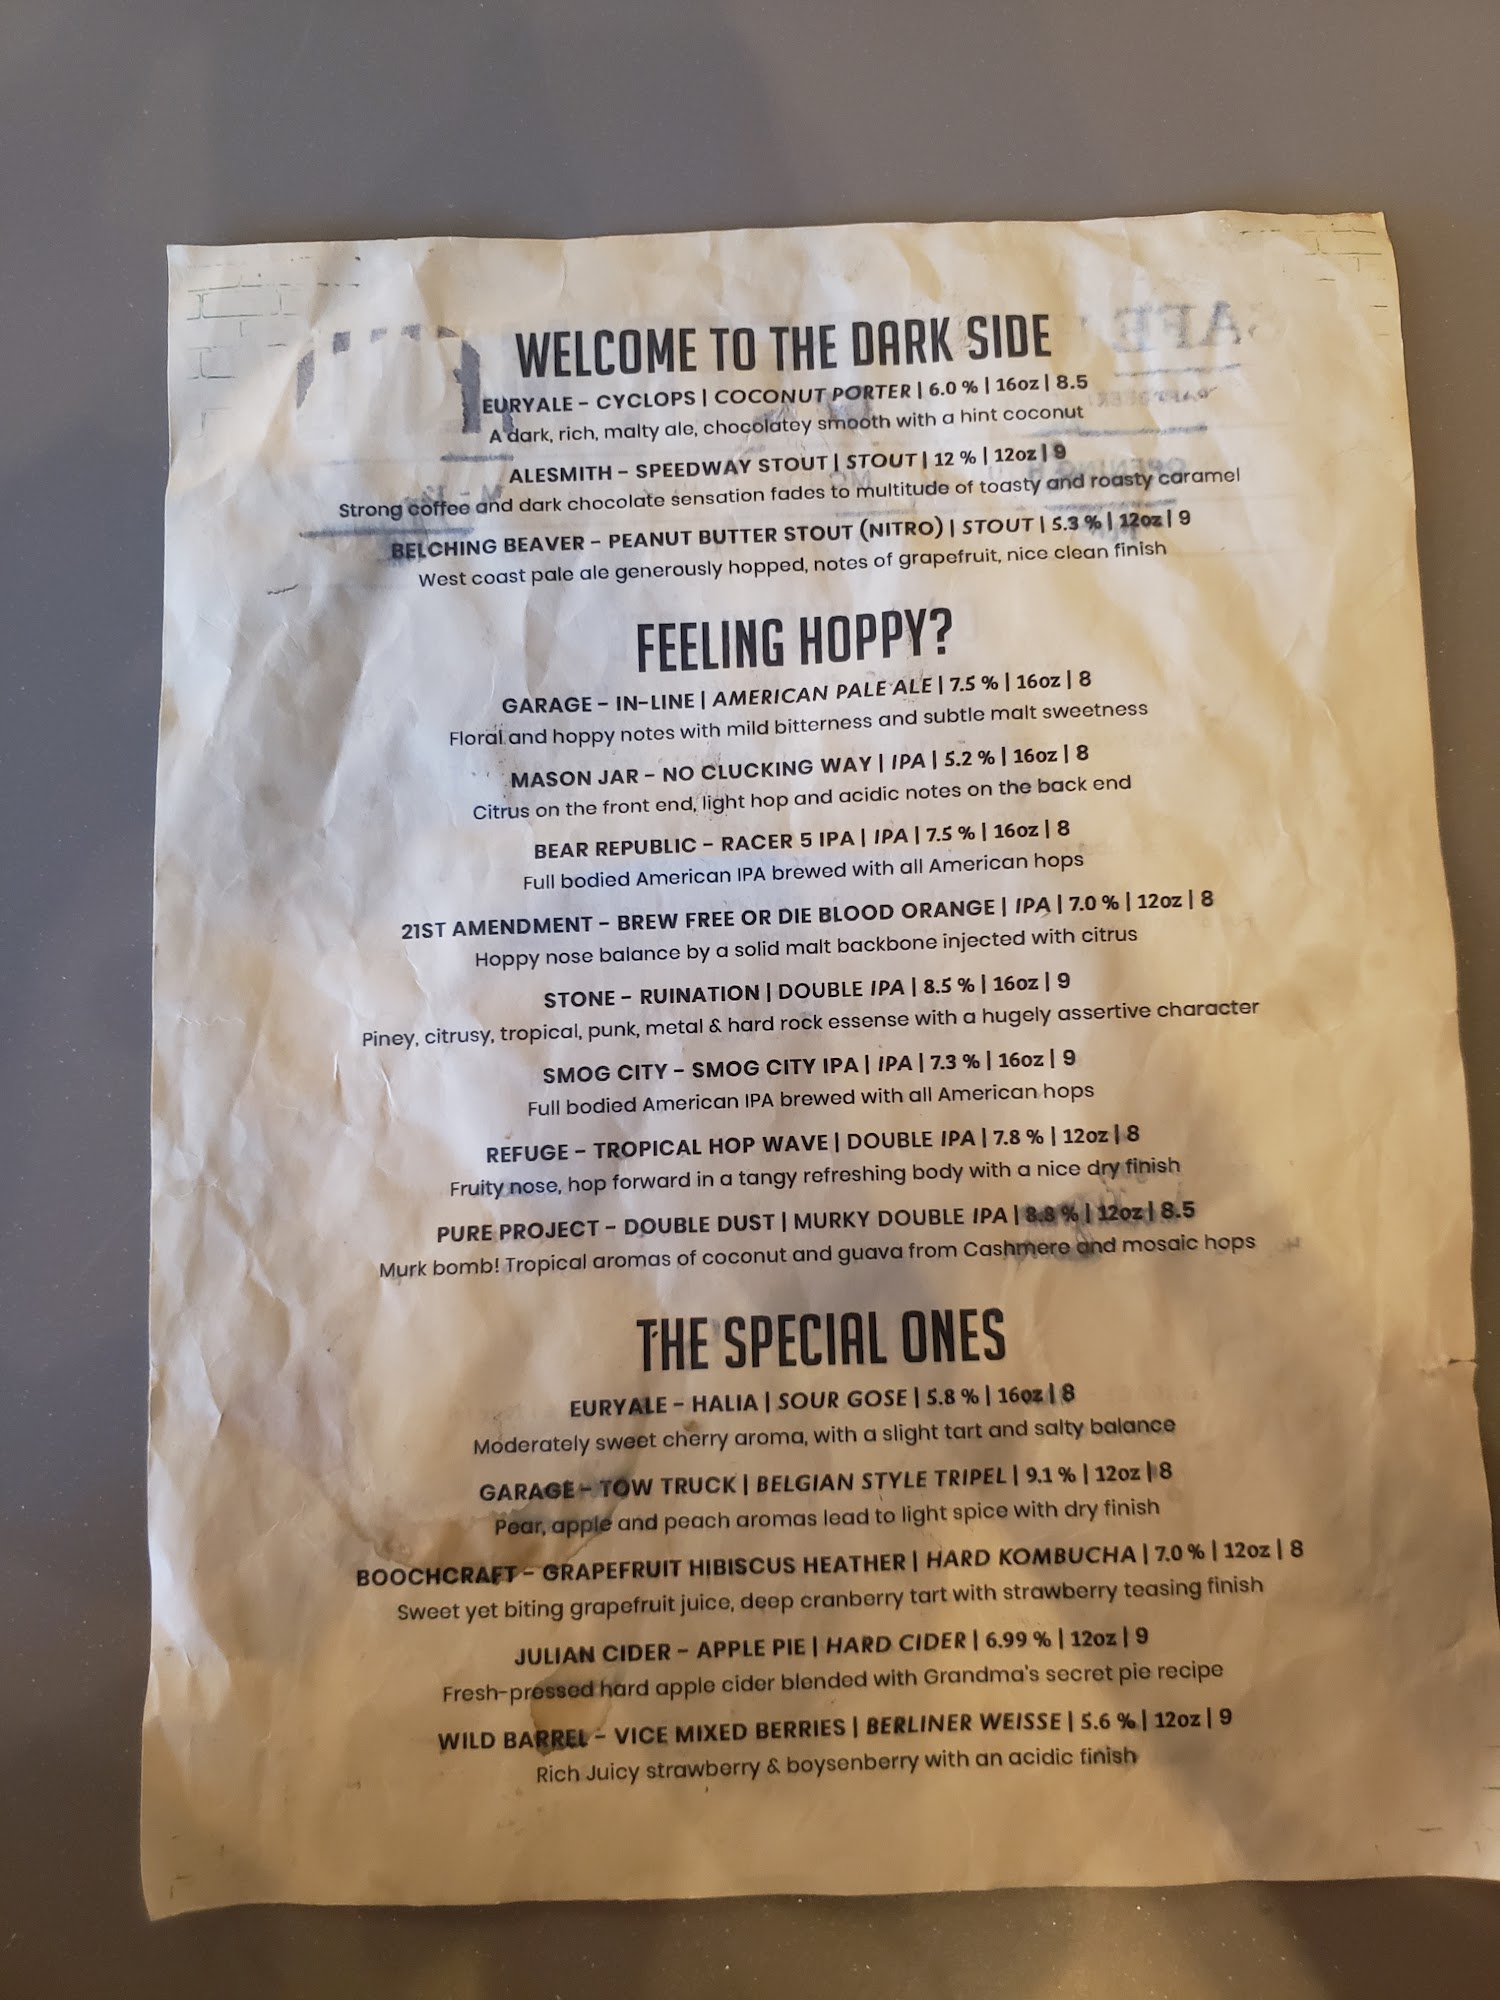 WELCOME TO THE DARK SIDE
EURYALE - CYCLOPS | COCONUT PORTER | 6.0 % | 16oz | 8.5
A dark, rich, malty ale, chocolatey smooth with a hint coconut
ALESMITH - SPEEDWAY STOUT | STOUT | 12 % | 12oz | 9
Strong coffee and dark chocolate sensation fades to multitude of toasty and roasty caramel
BELCHING BEAVER - PEANUT BUTTER STOUT (NITRO) | STOUT | 5.3 % | 12oz | 9
West coast pale ale generously hopped, notes of grapefruit, nice clean finish
FEELING HOPPY?
GARAGE - IN-LINE | AMERICAN PALE ALE | 7.5 % | 16oz | 8
Floral and hoppy notes with mild bitterness and subtle malt sweetness
MASON JAR - NO CLUCKING WAY | IPA | 5.2 % | 16oz | 8
Citrus on the front end, light hop and acidic notes on the back end
BEAR REPUBLIC - RACER 5 IPA | IPA | 7.5 % | 16oz | 8
Full bodied American IPA brewed with all American hops
21ST AMENDMENT - BREW FREE OR DIE BLOOD ORANGE | IPA | 7.0 % | 12oz | 8
Hoppy nose balance by a solid malt backbone injected with citrus
STONE - RUINATION | DOUBLE IPA | 8.5 % | 16oz | 9
Piney, citrusy, tropical, punk, metal & hard rock essense with a hugely assertive character
SMOG CITY - SMOG CITY IPA | IPA | 7.3 % | 16oz | 9
Full bodied American IPA brewed with all American hops
REFUGE - TROPICAL HOP WAVE | DOUBLE IPA | 7.8 % | 12oz | 8
Fruity nose, hop forward in a tangy refreshing body with a nice dry finish
PURE PROJECT - DOUBLE DUST | MURKY DOUBLE IPA | 8.8 % | 12oz | 8.5
Murk bomb! Tropical aromas of coconut and guava from Cashmere and mosaic hops
THE SPECIAL ONES
EURYALE - HALIA | SOUR GOSE | 5.8 % | 16oz | 8
Moderately sweet cherry aroma, with a slight tart and salty balance
GARAGE - TOW TRUCK | BELGIAN STYLE TRIPEL | 9.1 % | 12oz | 8
Pear, apple and peach aromas lead to light spice with dry finish
BOOCHCRAFT - GRAPEFRUIT HIBISCUS HEATHER | HARD KOMBUCHA | 7.0 % | 12oz | 8
Sweet yet biting grapefruit juice, deep cranberry tart with strawberry teasing finish
JULIAN CIDER - APPLE PIE | HARD CIDER | 6.99 % | 12oz | 9
Fresh-pressed hard apple cider blended with Grandma's secret pie recipe
WILD BARREL - VICE MIXED BERRIES | BERLINER WEISSE | 5.6 % | 12oz | 9
Rich Juicy strawberry & boysenberry with an acidic finish